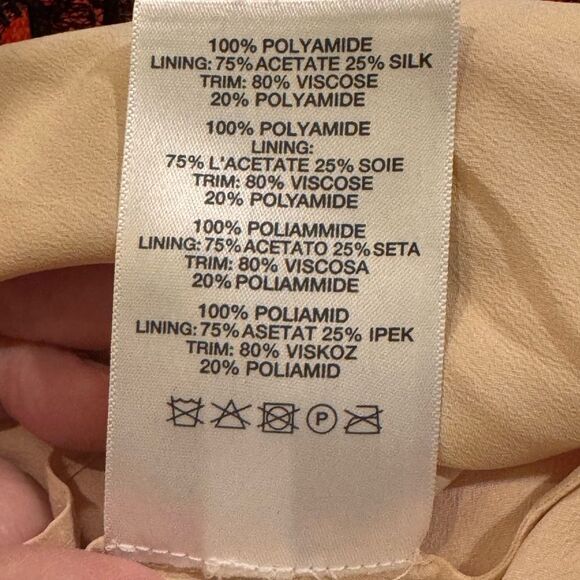 100% POLYAMIDE
LINING: 75% ACETATE 25% SILK
TRIM: 80% VISCOSE
20% POLYAMIDE
100% POLYAMIDE
LINING:
75% L'ACETATE 25% SOIE
TRIM: 80% VISCOSE
20% POLYAMIDE
100% POLIAMMIDE
LINING: 75% ACETATO 25% SETA
TRIM: 80% VISCOSA
20% POLIAMMIDE
100% POLIAMID
LINING: 75% ASETAT 25% IPEK
TRIM: 80% VISKOZ
20% POLIAMID
P